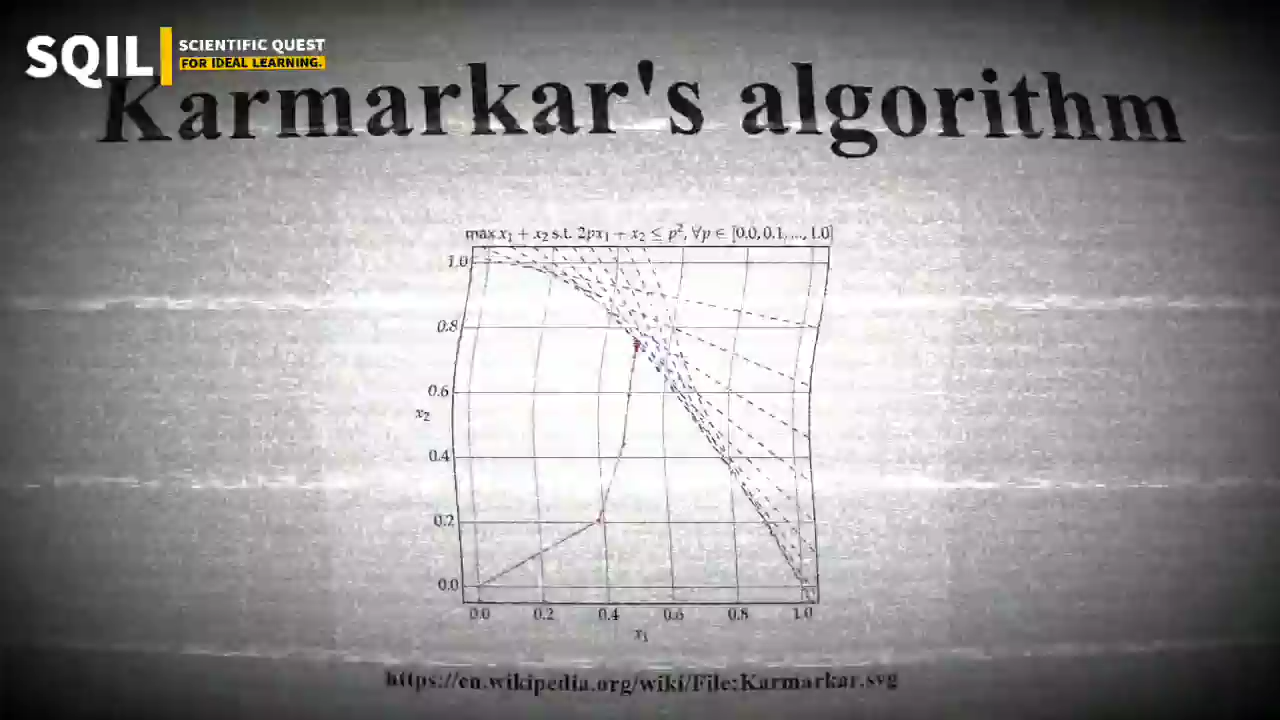 SQIL
SCIENTIFIC QUEST
FOR IDEAL LEARNING.
Karmarkar's algorithm
max x₁ + x₂ s.t. 2px₁ + x₂ ≤ p², ∀p ∈ [0.0, 0.1, ..., 1.0]
1.0
0.8
0.6
x₂
0.4
0.2
0.0
0.0 0.2 0.4 0.6 0.8 1.0
x₁
https://en.wikipedia.org/wiki/File:Karmarkar.svg